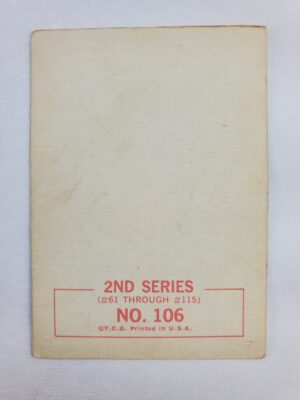 2ND SERIES
(#61 THROUGH #115)
NO. 106
©T.C.G. Printed in U.S.A.